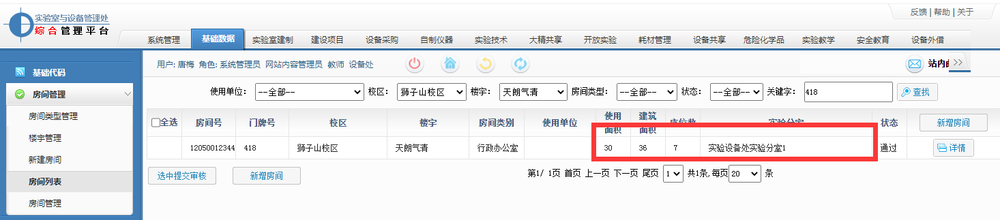 实验室与设备管理处
综合管理平台
反馈 | 帮助 | 关于
系统管理 基础数据 实验室建制 建设项目 设备采购 自制仪器 实验技术 大精共享 开放实验 耗材管理 设备共享 危险化学品 实验教学 安全教育 设备外借
基础代码
房间管理
房间类型管理
楼宇管理
新建房间
房间列表
房间管理
用户: 唐梅 角色: 系统管理员 网站内容管理员 教师 设备处
站内 >>
使用单位： --全部-- 校区： 狮子山校区 楼宇： 天朗气清 房间类型： --全部-- 状态： --全部-- 关键字： 418 查找
全选 房间号 门牌号 校区 楼宇 房间类别 使用单位 使用面积 建筑面积 座位数 实验分室 状态 新增房间
12050012344 418 狮子山校区 天朗气清 行政办公室 30 36 7 实验设备处实验分室1 通过 详情
选中提交审核 新增房间 第1/ 1页 首页 上一页 下一页 尾页 1 共1条, 每页 20 条